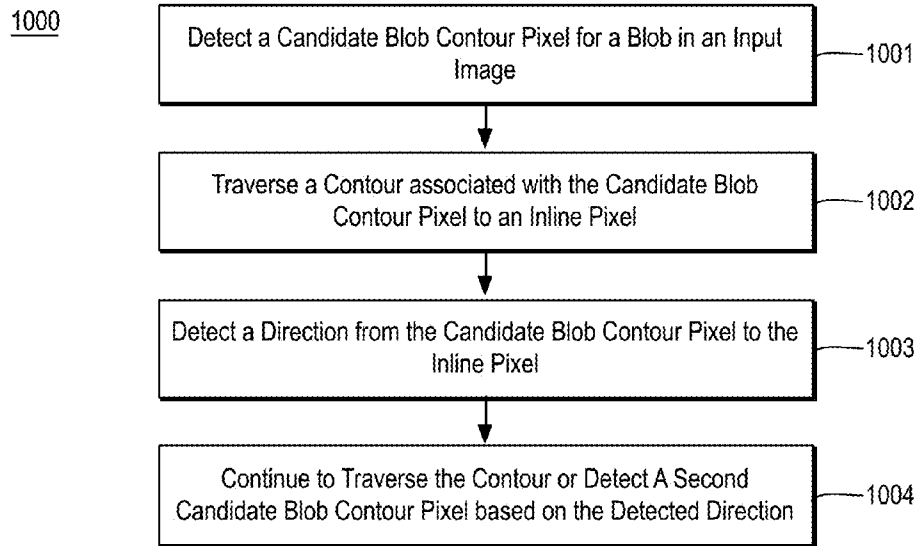 1000
Detect a Candidate Blob Contour Pixel for a Blob in an Input
Image
1001
Traverse a Contour associated with the Candidate Blob
Contour Pixel to an Inline Pixel
1002
Detect a Direction from the Candidate Blob Contour Pixel to the
Inline Pixel
1003
Continue to Traverse the Contour or Detect A Second
Candidate Blob Contour Pixel based on the Detected Direction
1004